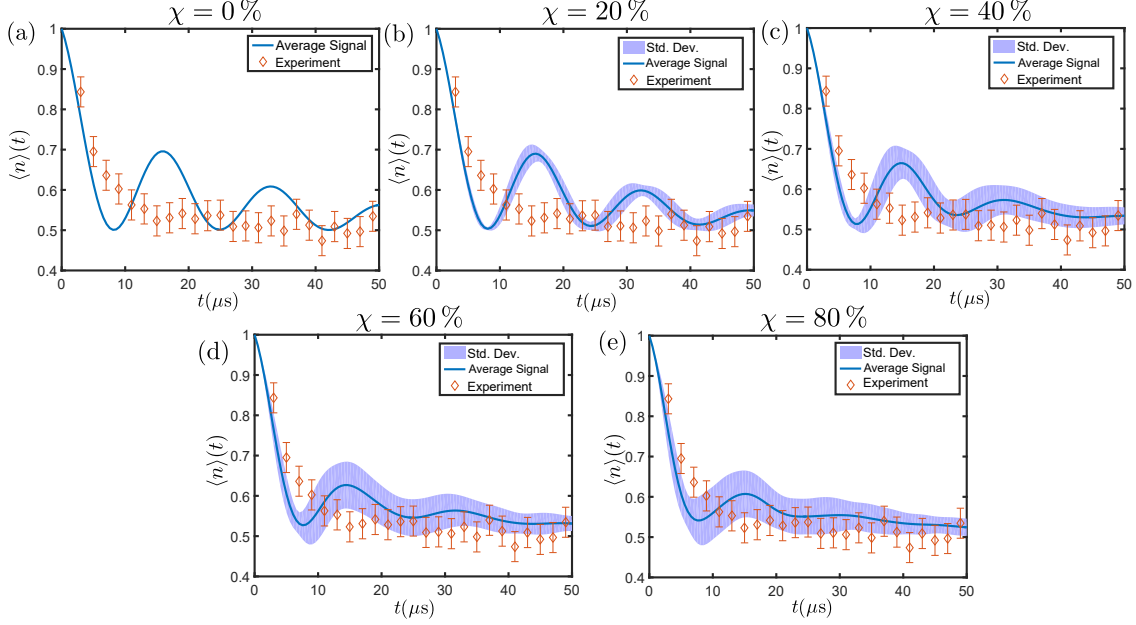 χ = 0 %
(a)
Average Signal
Experiment
1
0.9
0.8
0.7
0.6
0.5
0.4
⟨n⟩(t)
0 10 20 30 40 50
t(μs)
χ = 20 %
(b)
Std. Dev.
Average Signal
Experiment
1
0.9
0.8
0.7
0.6
0.5
0.4
⟨n⟩(t)
0 10 20 30 40 50
t(μs)
χ = 40 %
(c)
Std. Dev.
Average Signal
Experiment
1
0.9
0.8
0.7
0.6
0.5
0.4
⟨n⟩(t)
0 10 20 30 40 50
t(μs)
χ = 60 %
(d)
Std. Dev.
Average Signal
Experiment
1
0.9
0.8
0.7
0.6
0.5
0.4
⟨n⟩(t)
0 10 20 30 40 50
t(μs)
χ = 80 %
(e)
Std. Dev.
Average Signal
Experiment
1
0.9
0.8
0.7
0.6
0.5
0.4
⟨n⟩(t)
0 10 20 30 40 50
t(μs)